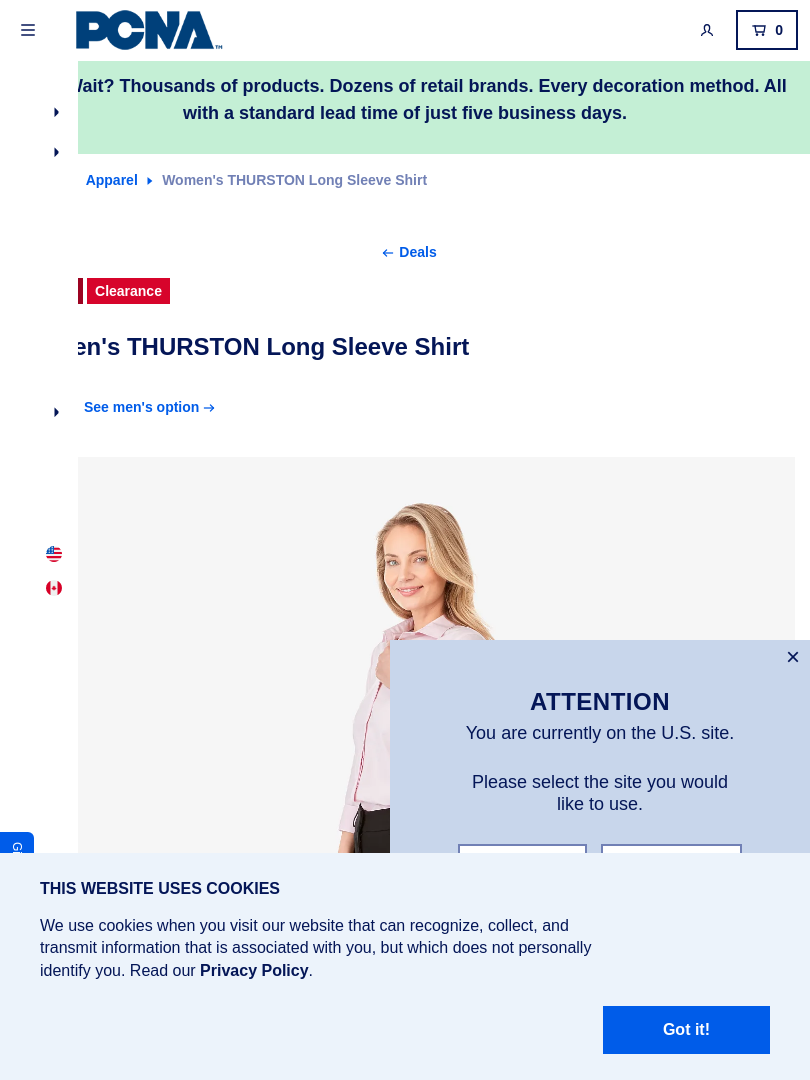 PCNA™
0
Wait? Thousands of products. Dozens of retail brands. Every decoration method. All
with a standard lead time of just five business days.
Apparel Women's THURSTON Long Sleeve Shirt
← Deals
Clearance
en's THURSTON Long Sleeve Shirt
See men's option →
ATTENTION
You are currently on the U.S. site.
Please select the site you would
like to use.
THIS WEBSITE USES COOKIES
We use cookies when you visit our website that can recognize, collect, and
transmit information that is associated with you, but which does not personally
identify you. Read our Privacy Policy.
Got it!